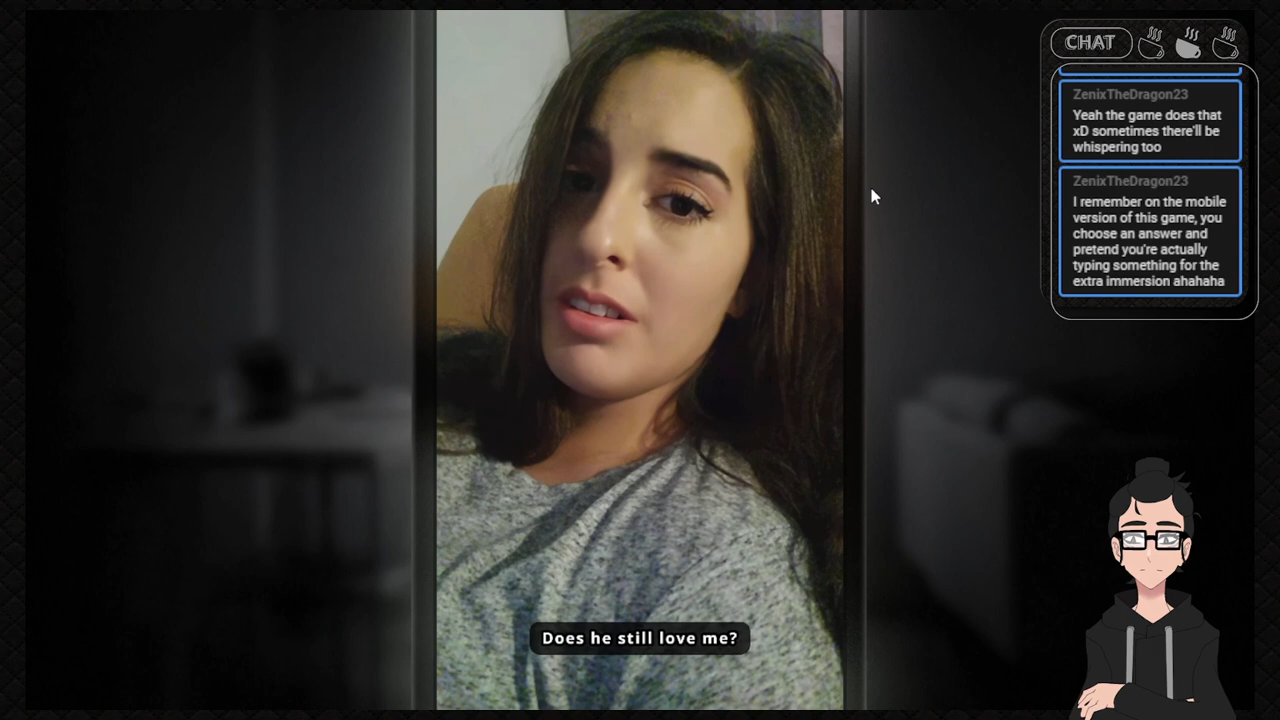 CHAT
ZenixTheDragon23
Yeah the game does that
xD sometimes there'll be
whispering too
ZenixTheDragon23
I remember on the mobile
version of this game, you
choose an answer and
pretend you're actually
typing something for the
extra immersion ahahaha
Does he still love me?